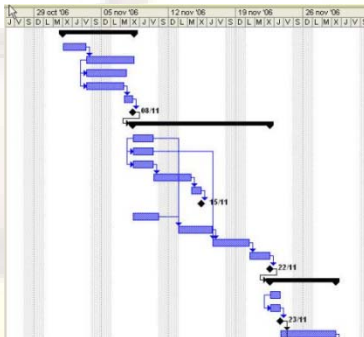 29 oct '06 05 nov '06 12 nov '06 19 nov '06 26 nov '06
J V S D L M X J V S D L M X J V S D L M X J V S D L M X J V S D L M X J V S
08/11
15/11
22/11
23/11